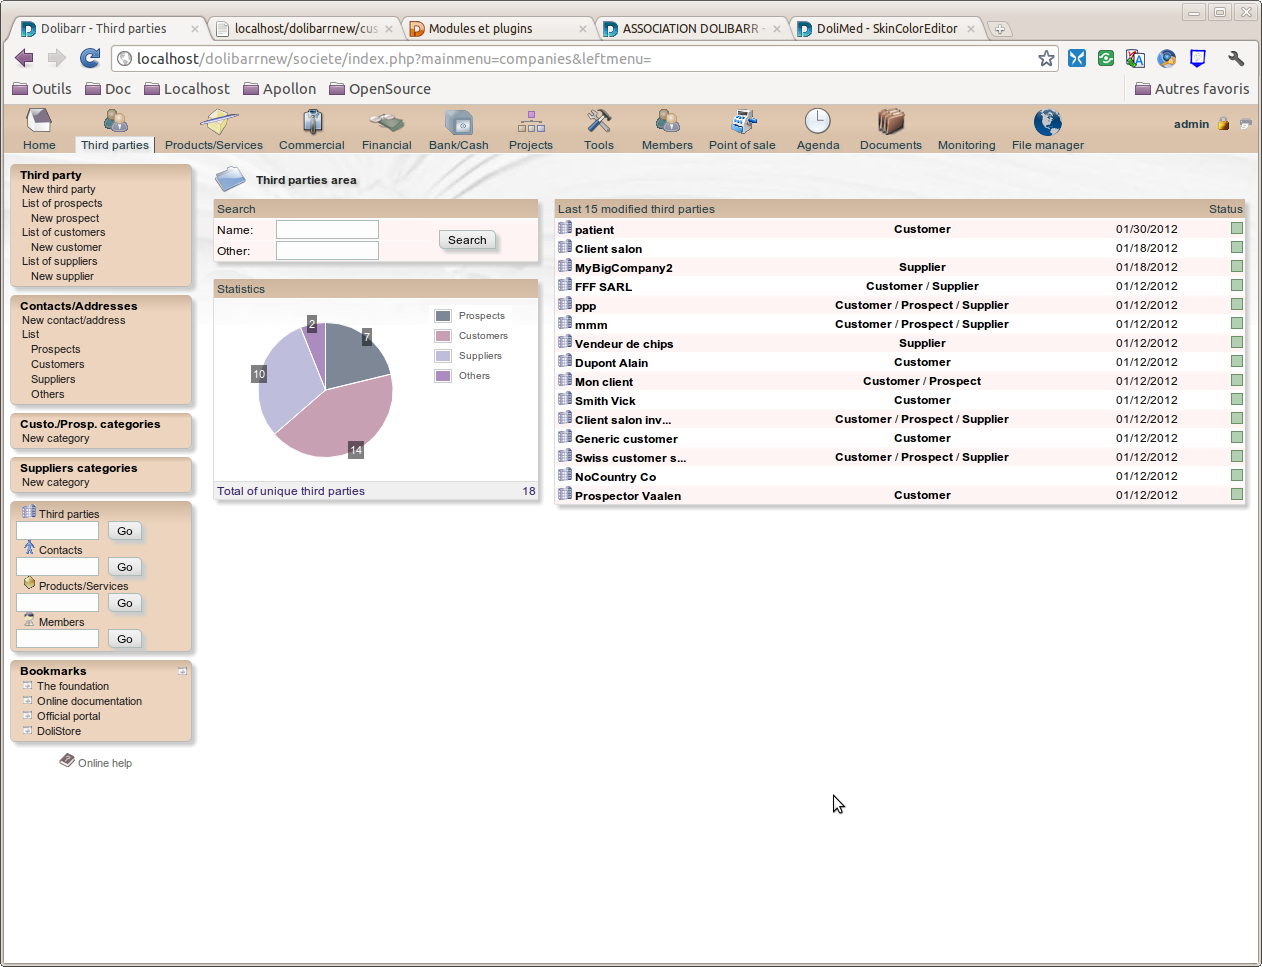 Dolibarr - Third parties
localhost/dolibarrnew/cus
Modules et plugins
ASSOCIATION DOLIBARR -
DoliMed - SkinColorEditor
localhost/dolibarrnew/societe/index.php?mainmenu=companies&leftmenu=
Outils Doc Localhost Apollon OpenSource Autres favoris
Home Third parties Products/Services Commercial Financial Bank/Cash Projects Tools Members Point of sale Agenda Documents Monitoring File manager
admin
Third party
New third party
List of prospects
New prospect
List of customers
New customer
List of suppliers
New supplier
Contacts/Addresses
New contact/address
List
Prospects
Customers
Suppliers
Others
Custo./Prosp. categories
New category
Suppliers categories
New category
Third parties
Go
Contacts
Go
Products/Services
Go
Members
Go
Bookmarks
The foundation
Online documentation
Official portal
DoliStore
Online help
Third parties area
Search
Name:
Other:
Search
Statistics
2
7
10
14
Prospects
Customers
Suppliers
Others
Total of unique third parties 18
Last 15 modified third parties Status
patient Customer 01/30/2012
Client salon 01/18/2012
MyBigCompany2 Supplier 01/18/2012
FFF SARL Customer / Supplier 01/12/2012
ppp Customer / Prospect / Supplier 01/12/2012
mmm Customer / Prospect / Supplier 01/12/2012
Vendeur de chips Supplier 01/12/2012
Dupont Alain Customer 01/12/2012
Mon client Customer / Prospect 01/12/2012
Smith Vick Customer 01/12/2012
Client salon inv... Customer / Prospect / Supplier 01/12/2012
Generic customer Customer 01/12/2012
Swiss customer s... Customer / Prospect / Supplier 01/12/2012
NoCountry Co 01/12/2012
Prospector Vaalen Customer 01/12/2012